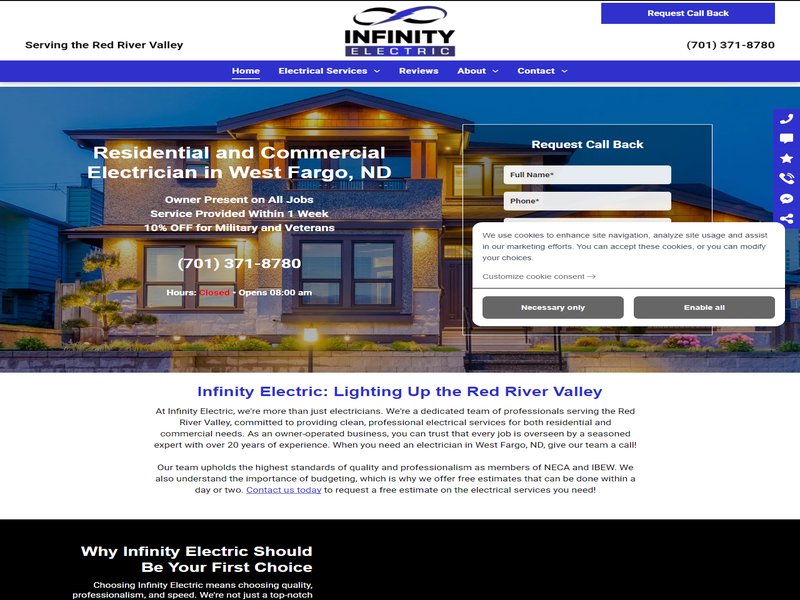 Request Call Back
Serving the Red River Valley
INFINITY
ELECTRIC
(701) 371-8780
Home
Electrical Services
Reviews
About
Contact
Residential and Commercial
Electrician in West Fargo, ND
Owner Present on All Jobs
Service Provided Within 1 Week
10% OFF for Military and Veterans
(701) 371-8780
Hours: Closed • Opens 08:00 am
Request Call Back
Full Name*
Phone*
We use cookies to enhance site navigation, analyze site usage and assist
in our marketing efforts. You can accept these cookies, or you can modify
your choices.
Customize cookie consent →
Necessary only
Enable all
Infinity Electric: Lighting Up the Red River Valley
At Infinity Electric, we're more than just electricians. We're a dedicated team of professionals serving the Red
River Valley, committed to providing clean, professional electrical services for both residential and
commercial needs. As an owner-operated business, you can trust that every job is overseen by a seasoned
expert with over 20 years of experience. When you need an electrician in West Fargo, ND, give our team a call!
Our team upholds the highest standards of quality and professionalism as members of NECA and IBEW. We
also understand the importance of budgeting, which is why we offer free estimates that can be done within a
day or two. Contact us today to request a free estimate on the electrical services you need!
Why Infinity Electric Should
Be Your First Choice
Choosing Infinity Electric means choosing quality,
professionalism, and speed. We're not just a top-notch